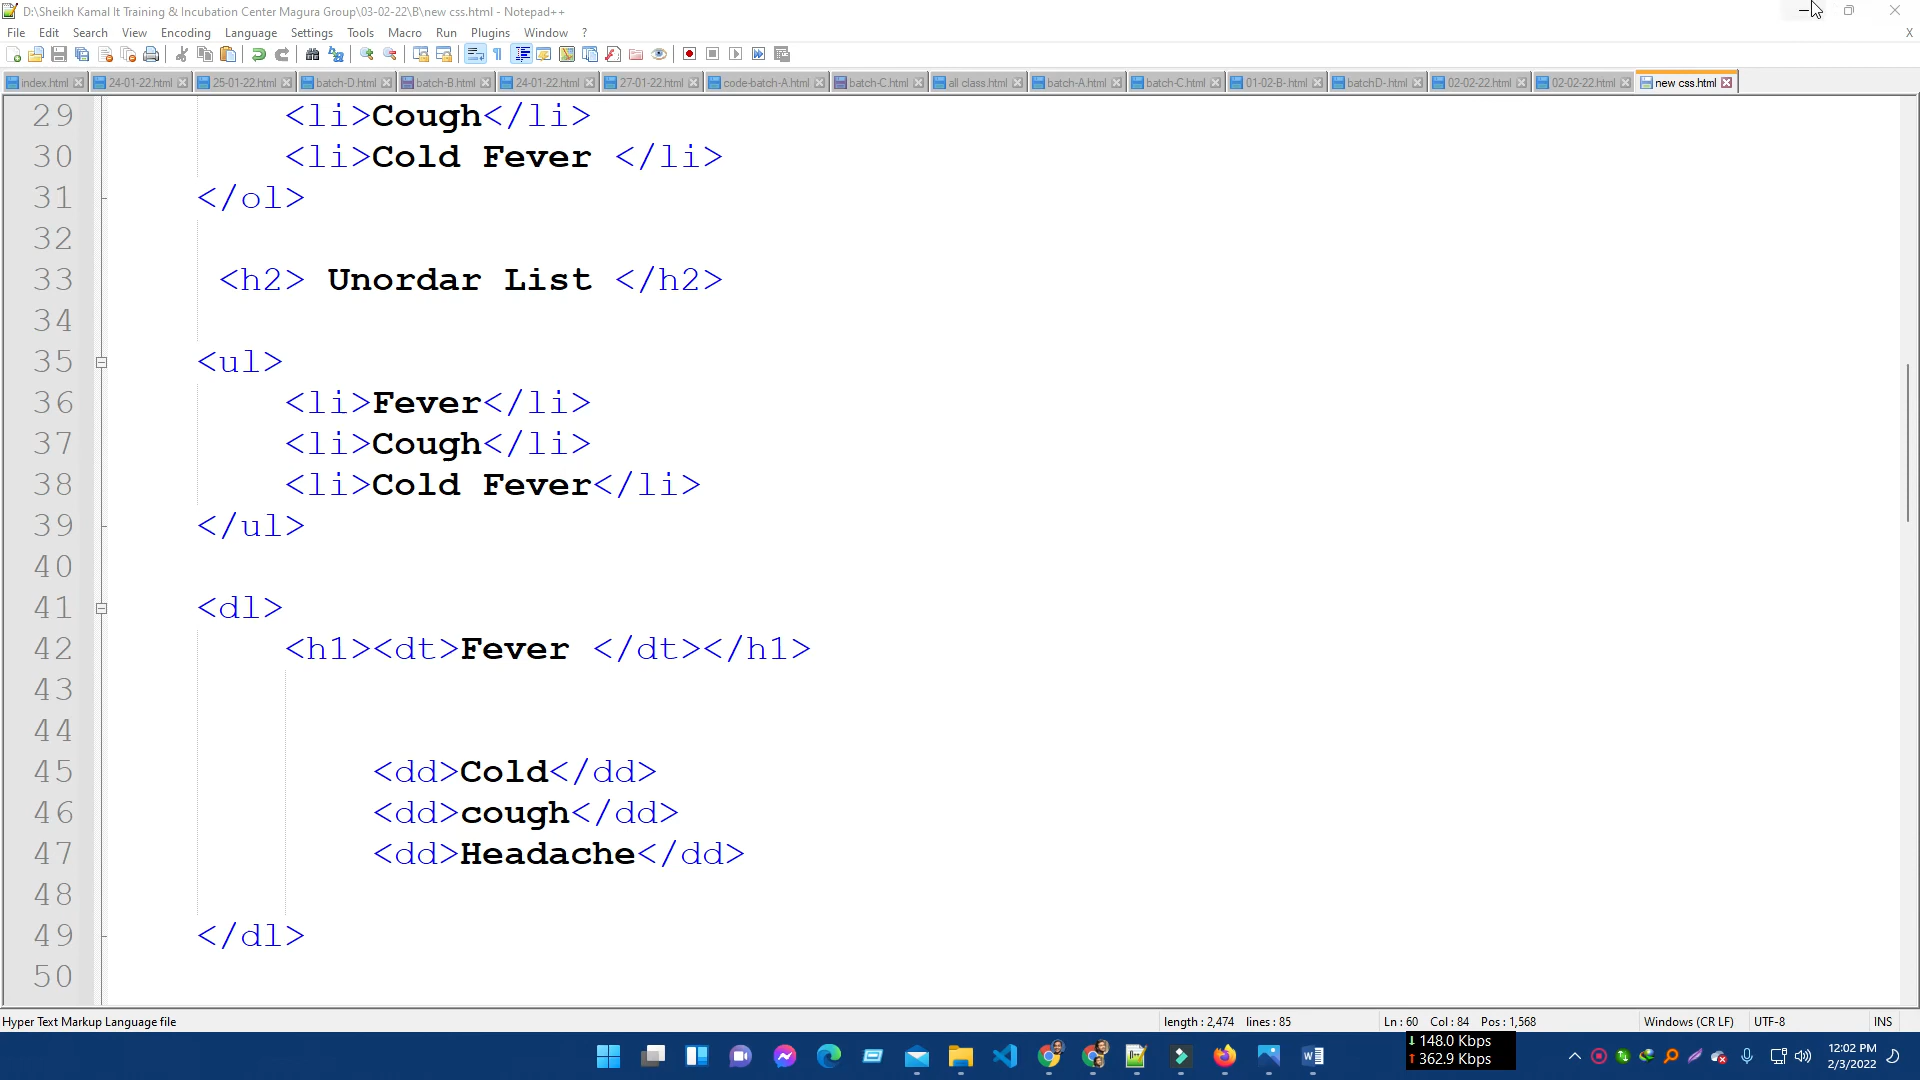 D:\Sheikh Kamal It Training & Incubation Center Magura Group\03-02-22\B\new css.html - Notepad++
File Edit Search View Encoding Language Settings Tools Macro Run Plugins Window ? X
index.html 24-01-22.html 25-01-22.html batch-D.html batch-B.html 24-01-22.html 27-01-22.html code-batch-A.html batch-C.html all class.html batch-A.html batch-C.html 01-02-B-.html batchD-.html 02-02-22.html 02-02-22.html new css.html
29 <li>Cough</li>
30 <li>Cold Fever </li>
31 </ol>
32
33 <h2> Unordar List </h2>
34
35 <ul>
36 <li>Fever</li>
37 <li>Cough</li>
38 <li>Cold Fever</li>
39 </ul>
40
41 <dl>
42 <h1><dt>Fever </dt></h1>
43
44
45 <dd>Cold</dd>
46 <dd>cough</dd>
47 <dd>Headache</dd>
48
49 </dl>
50
Hyper Text Markup Language file length : 2,474 lines : 85 Ln : 60 Col : 84 Pos : 1,568 Windows (CR LF) UTF-8 INS
148.0 Kbps
362.9 Kbps
12:02 PM
2/3/2022